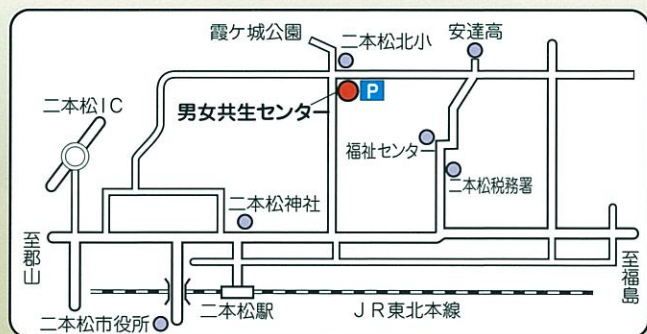 霞ケ城公園
二本松北小
安達高
二本松IC
男女共生センター
P
福祉センター
二本松税務署
二本松神社
至郡山
至福島
二本松駅
JR東北本線
二本松市役所